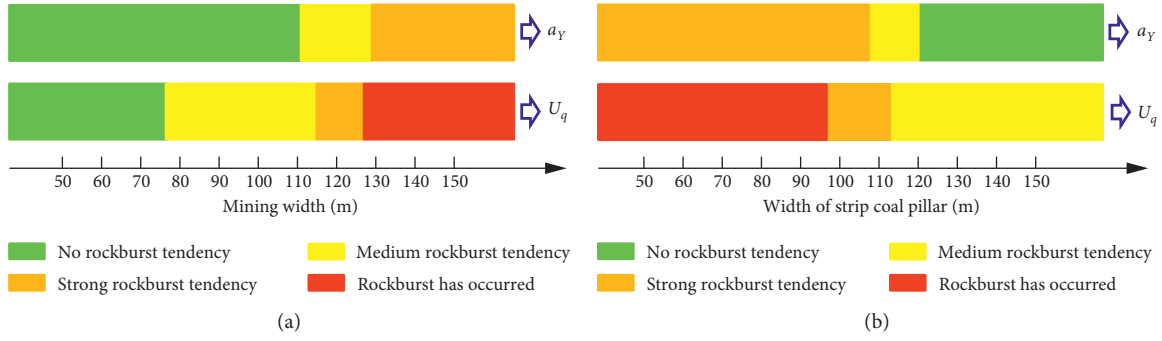 a_Y
U_q
50 60 70 80 90 100 110 120 130 140 150
Mining width (m)
No rockburst tendency
Medium rockburst tendency
Strong rockburst tendency
Rockburst has occurred
(a)
a_Y
U_q
50 60 70 80 90 100 110 120 130 140 150
Width of strip coal pillar (m)
No rockburst tendency
Medium rockburst tendency
Strong rockburst tendency
Rockburst has occurred
(b)